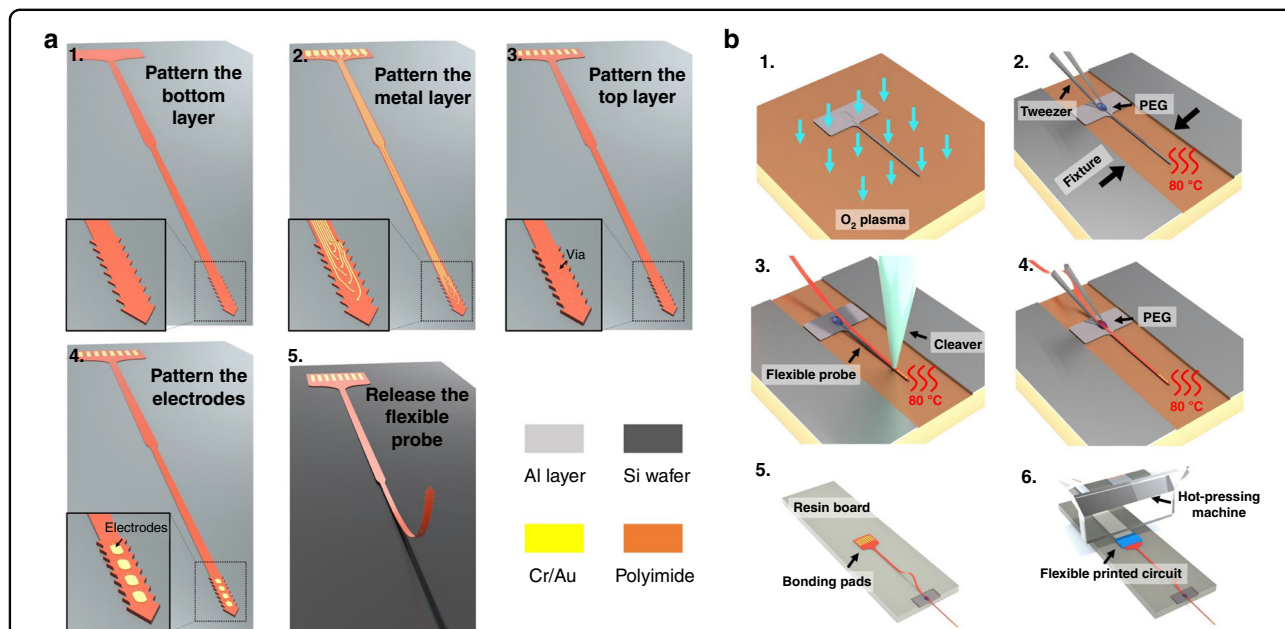 a
1.
Pattern the
bottom
layer
2.
Pattern the
metal layer
3.
Pattern the
top layer
Via
4.
Pattern the
electrodes
Electrodes
5.
Release the
flexible
probe
Al layer
Si wafer
Cr/Au
Polyimide
b
1.
O2 plasma
2.
Tweezer
PEG
Fixture
80 °C
3.
Cleaver
Flexible probe
80 °C
4.
PEG
80 °C
5.
Resin board
Bonding pads
6.
Hot-pressing
machine
Flexible printed circuit